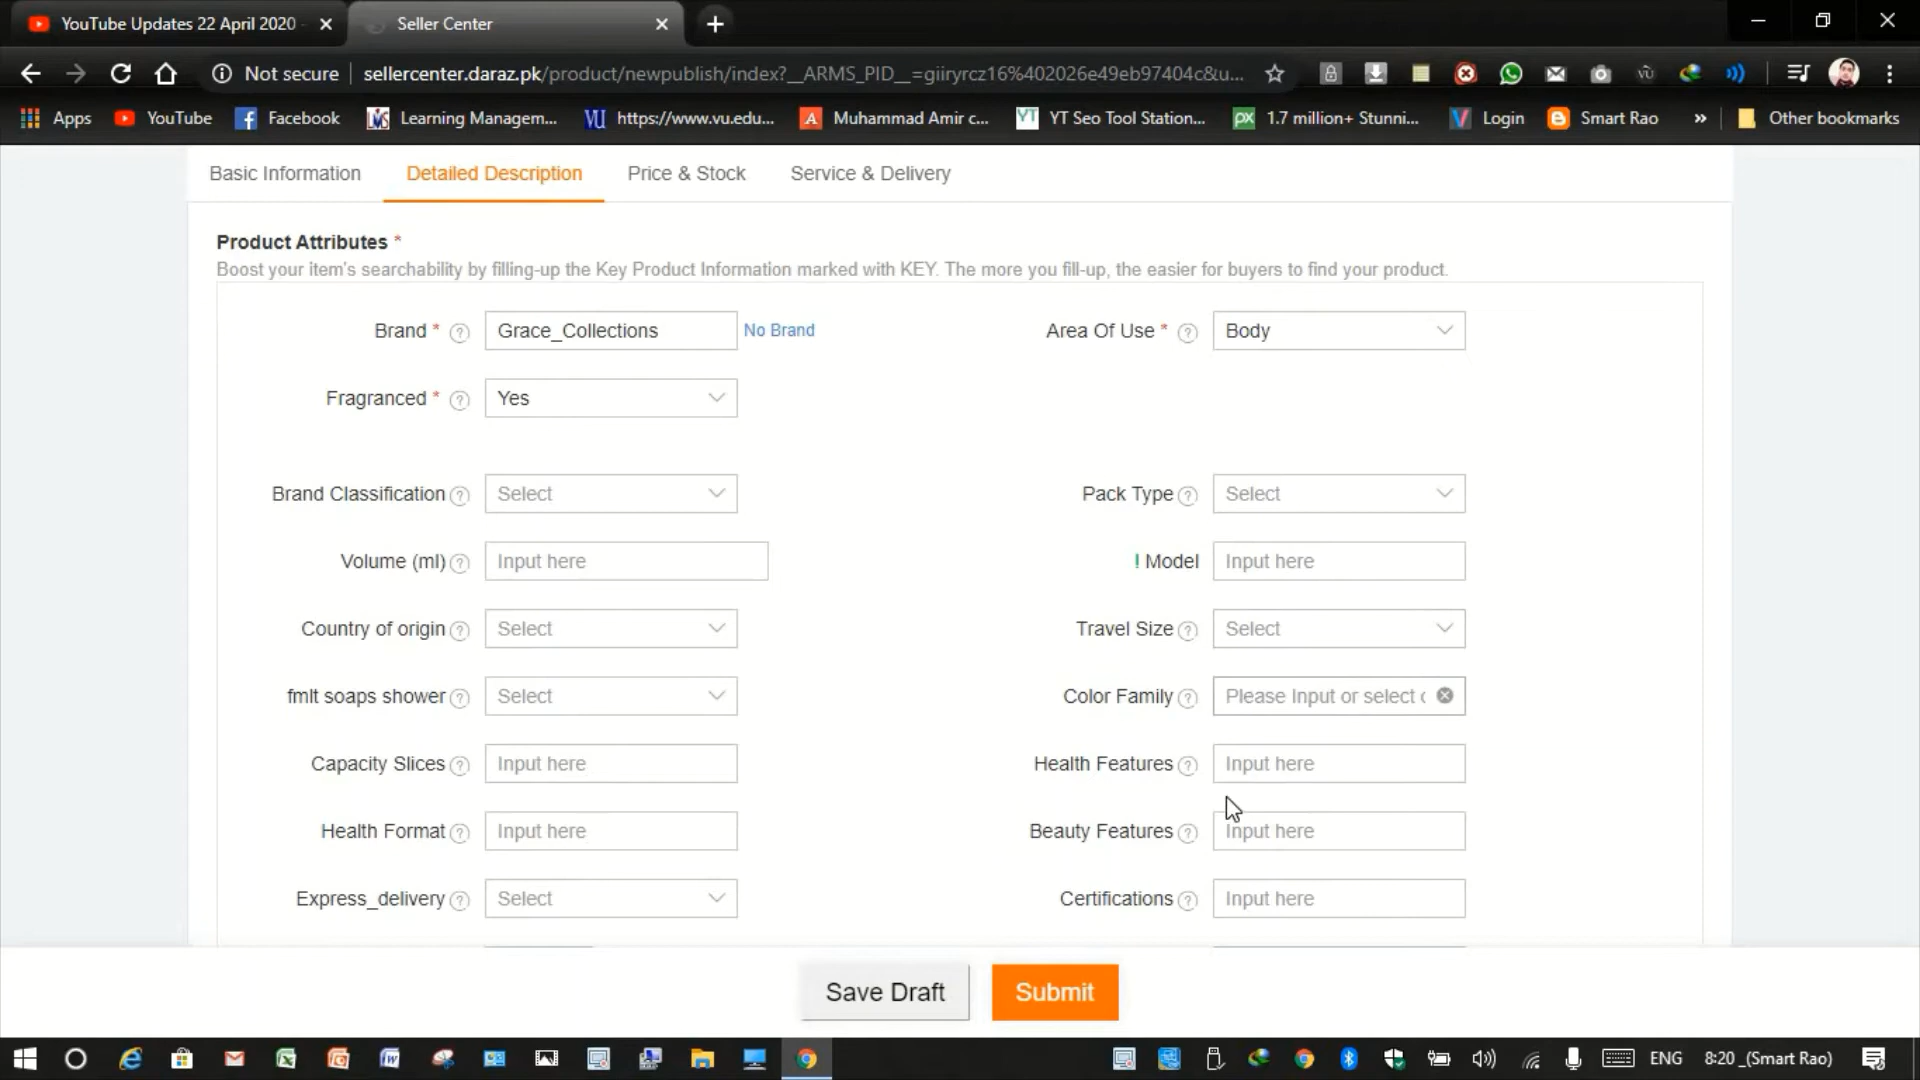 YouTube Updates 22 April 2020
Seller Center
Not secure
sellercenter.daraz.pk/product/newpublish/index?__ARMS_PID__=giiryrcz16%402026e49eb97404c&u...
Apps
YouTube
Facebook
Learning Managem...
https://www.vu.edu...
Muhammad Amir c...
YT Seo Tool Station...
1.7 million+ Stunni...
Login
Smart Rao
»
Other bookmarks
Basic Information
Detailed Description
Price & Stock
Service & Delivery
Product Attributes *
Boost your item's searchability by filling-up the Key Product Information marked with KEY. The more you fill-up, the easier for buyers to find your product.
Brand * Grace_Collections No Brand
Area Of Use * Body
Fragranced * Yes
Brand Classification Select
Pack Type Select
Volume (ml) Input here
! Model Input here
Country of origin Select
Travel Size Select
fmlt soaps shower Select
Color Family Please Input or select c
Capacity Slices Input here
Health Features Input here
Health Format Input here
Beauty Features Input here
Express_delivery Select
Certifications Input here
Save Draft
Submit
ENG
8:20 _(Smart Rao)